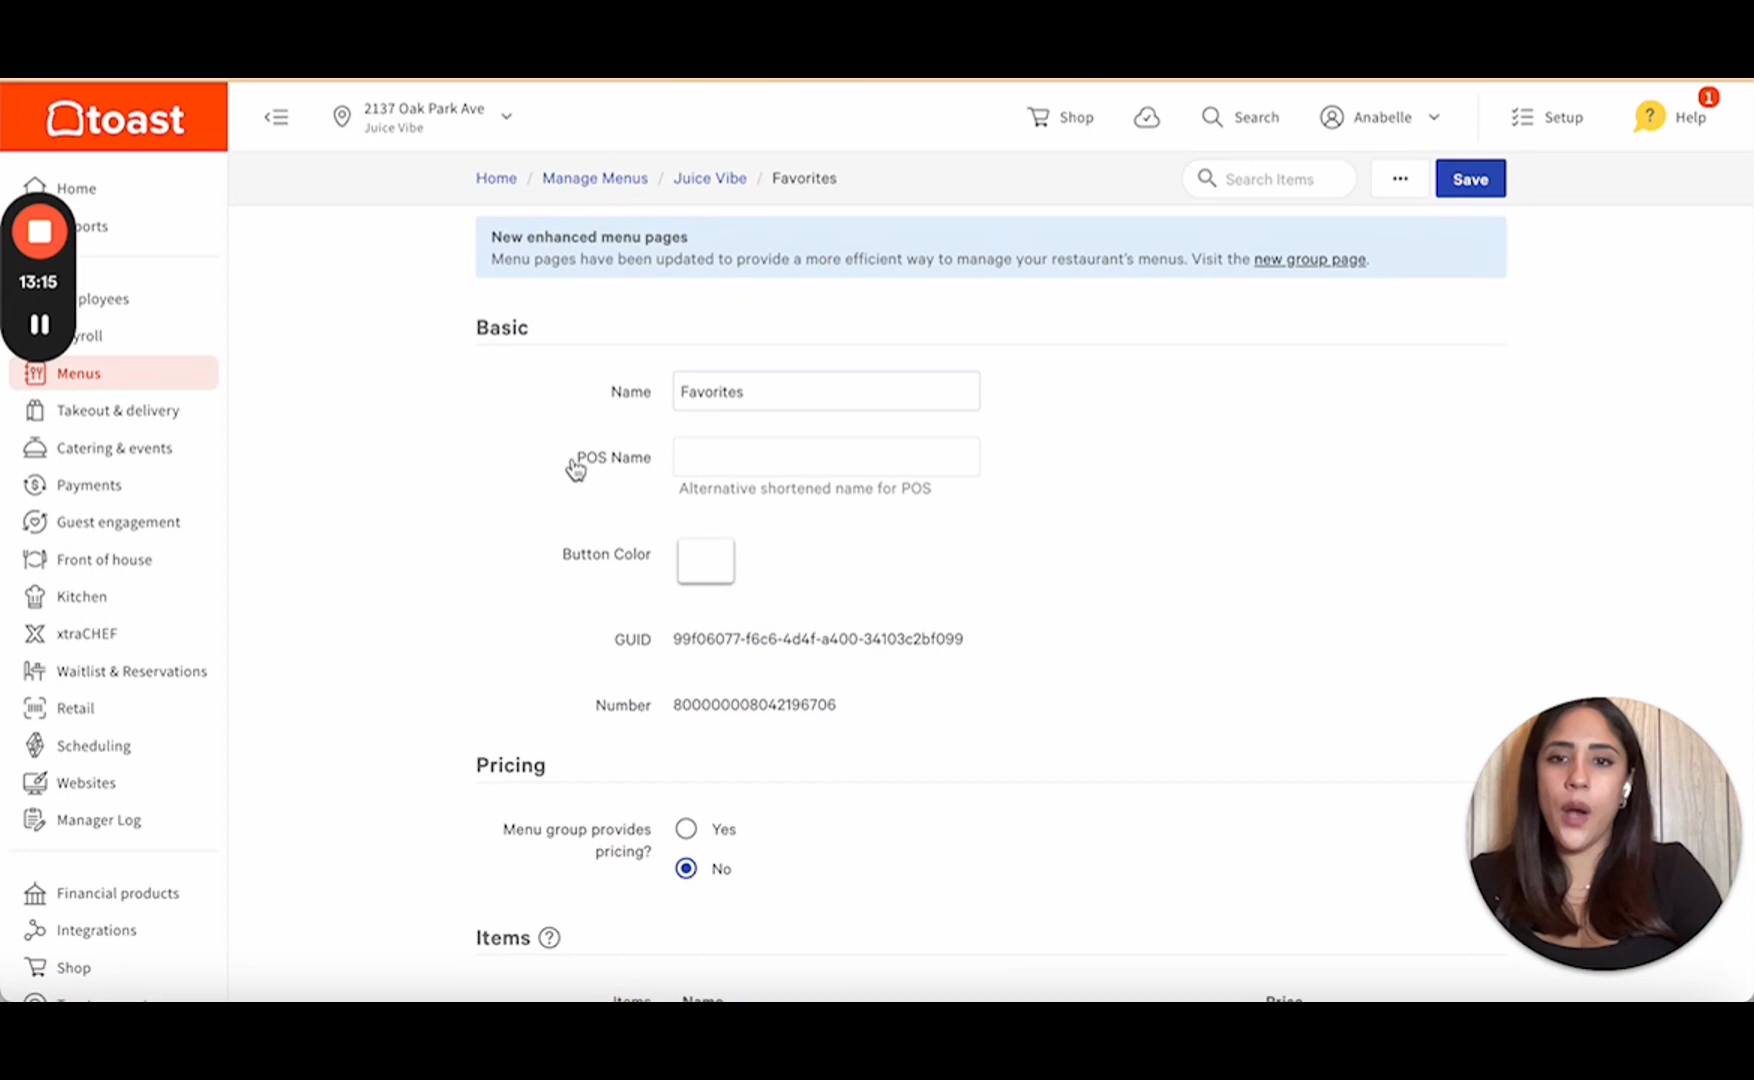 toast
2137 Oak Park Ave
Juice Vibe
Shop
Search
Anabelle
Setup
? Help
1
Home / Manage Menus / Juice Vibe / Favorites
Search Items
...
Save
Home
ports
13:15
ployees
yroll
Menus
Takeout & delivery
Catering & events
Payments
Guest engagement
Front of house
Kitchen
xtraCHEF
Waitlist & Reservations
Retail
Scheduling
Websites
Manager Log
Financial products
Integrations
Shop
New enhanced menu pages
Menu pages have been updated to provide a more efficient way to manage your restaurant's menus. Visit the new group page.
Basic
Name Favorites
POS Name
Alternative shortened name for POS
Button Color
GUID 99f06077-f6c6-4d4f-a400-34103c2bf099
Number 800000008042196706
Pricing
Menu group provides
pricing?
Yes
No
Items ?
Items Name Price